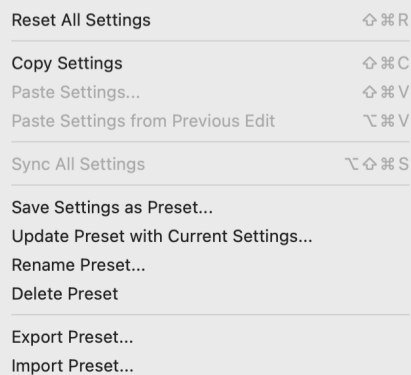 Reset All Settings ⇧⌘R
Copy Settings ⇧⌘C
Paste Settings... ⇧⌘V
Paste Settings from Previous Edit ⌥⌘V
Sync All Settings ⌥⇧⌘S
Save Settings as Preset...
Update Preset with Current Settings...
Rename Preset...
Delete Preset
Export Preset...
Import Preset...